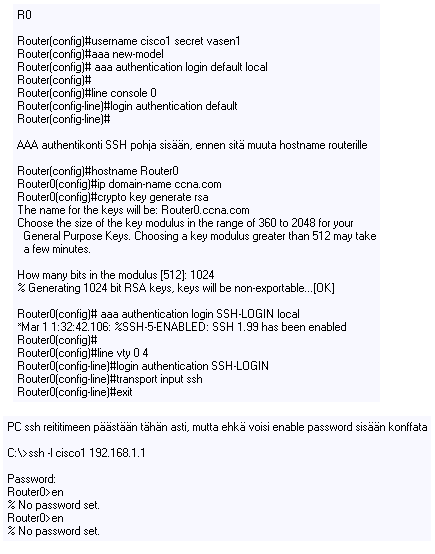 R0
Router(config)#username cisco1 secret vasen1
Router(config)#aaa new-model
Router(config)# aaa authentication login default local
Router(config)#
Router(config)#line console 0
Router(config-line)#login authentication default
Router(config-line)#
AAA authentikonti SSH pohja sisään, ennen sitä muuta hostname routerille
Router(config)#hostname Router0
Router0(config)#ip domain-name ccna.com
Router0(config)#crypto key generate rsa
The name for the keys will be: Router0.ccna.com
Choose the size of the key modulus in the range of 360 to 2048 for your
General Purpose Keys. Choosing a key modulus greater than 512 may take
a few minutes.
How many bits in the modulus [512]: 1024
% Generating 1024 bit RSA keys, keys will be non-exportable...[OK]
Router0(config)# aaa authentication login SSH-LOGIN local
*Mar 1 1:32:42.106: %SSH-5-ENABLED: SSH 1.99 has been enabled
Router0(config)#
Router0(config)#line vty 0 4
Router0(config-line)#login authentication SSH-LOGIN
Router0(config-line)#transport input ssh
Router0(config-line)#exit
PC ssh reititimeen päästään tähän asti, mutta ehkä voisi enable password sisään konffata
C:\>ssh -l cisco1 192.168.1.1
Password:
Router0>en
% No password set.
Router0>en
% No password set.